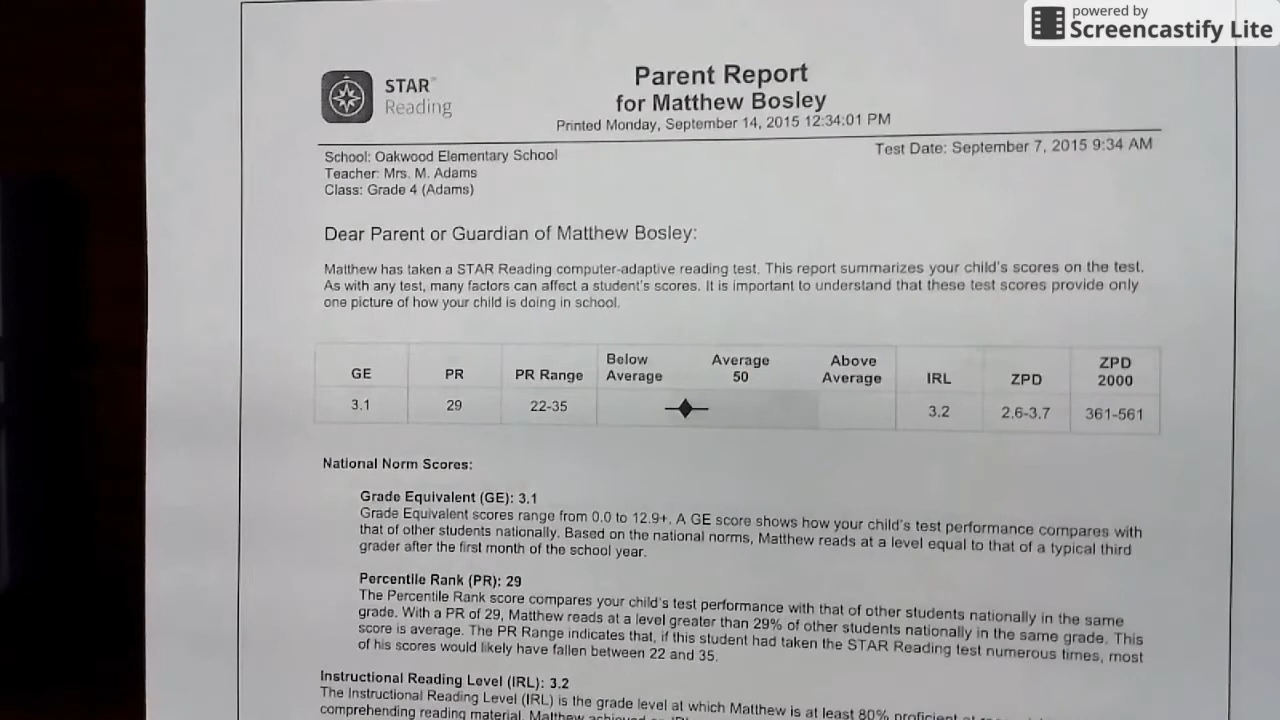 powered by
Screencastify Lite
STAR™
Reading
Parent Report
for Matthew Bosley
Printed Monday, September 14, 2015 12:34:01 PM
School: Oakwood Elementary School
Teacher: Mrs. M. Adams
Class: Grade 4 (Adams)
Test Date: September 7, 2015 9:34 AM
Dear Parent or Guardian of Matthew Bosley:
Matthew has taken a STAR Reading computer-adaptive reading test. This report summarizes your child's scores on the test.
As with any test, many factors can affect a student's scores. It is important to understand that these test scores provide only
one picture of how your child is doing in school.
GE PR PR Range Below Average Average 50 Above Average IRL ZPD ZPD 2000
3.1 29 22-35 3.2 2.6-3.7 361-561
National Norm Scores:
Grade Equivalent (GE): 3.1
Grade Equivalent scores range from 0.0 to 12.9+. A GE score shows how your child's test performance compares with
that of other students nationally. Based on the national norms, Matthew reads at a level equal to that of a typical third
grader after the first month of the school year.
Percentile Rank (PR): 29
The Percentile Rank score compares your child's test performance with that of other students nationally in the same
grade. With a PR of 29, Matthew reads at a level greater than 29% of other students nationally in the same grade. This
score is average. The PR Range indicates that, if this student had taken the STAR Reading test numerous times, most
of his scores would likely have fallen between 22 and 35.
Instructional Reading Level (IRL): 3.2
The Instructional Reading Level (IRL) is the grade level at which Matthew is at least 80% proficient at
comprehending reading material. Matthew achieved